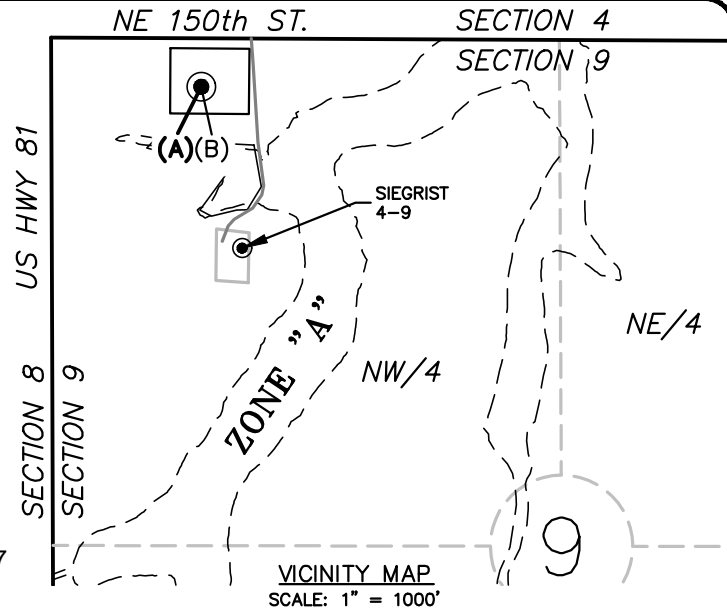 NE 150th ST.
SECTION 4
SECTION 9
US HWY 81
(A)(B)
SIEGRIST
4-9
ZONE "A"
NW/4
NE/4
SECTION 8
SECTION 9
9
7
VICINITY MAP
SCALE: 1" = 1000'